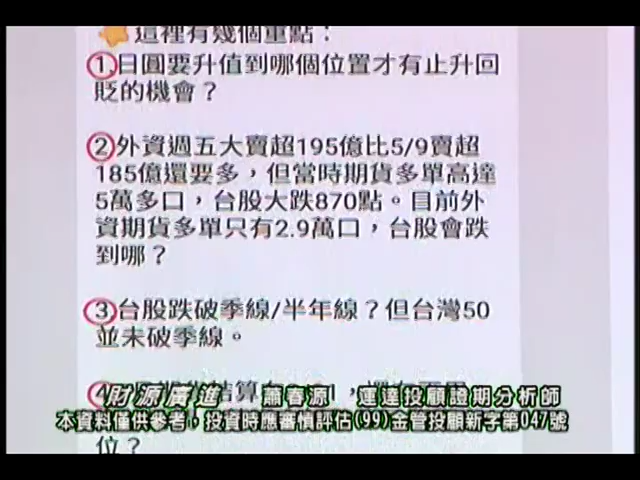 這裡有幾個重點：
1.日圓要升值到哪個位置才有止升回
貶的機會？
2.外資週五大賣超195億比5/9賣超
185億還要多，但當時期貨多單高達
5萬多口，台股大跌870點。目前外
資期貨多單只有2.9萬口，台股會跌
到哪？
3.台股跌破季線/半年線？但台灣50
並未破季線。
財源廣進 蕭春源 運達投顧證期分析師
本資料僅供參考，投資時應審慎評估(99)金管投顧新字第047號
位？